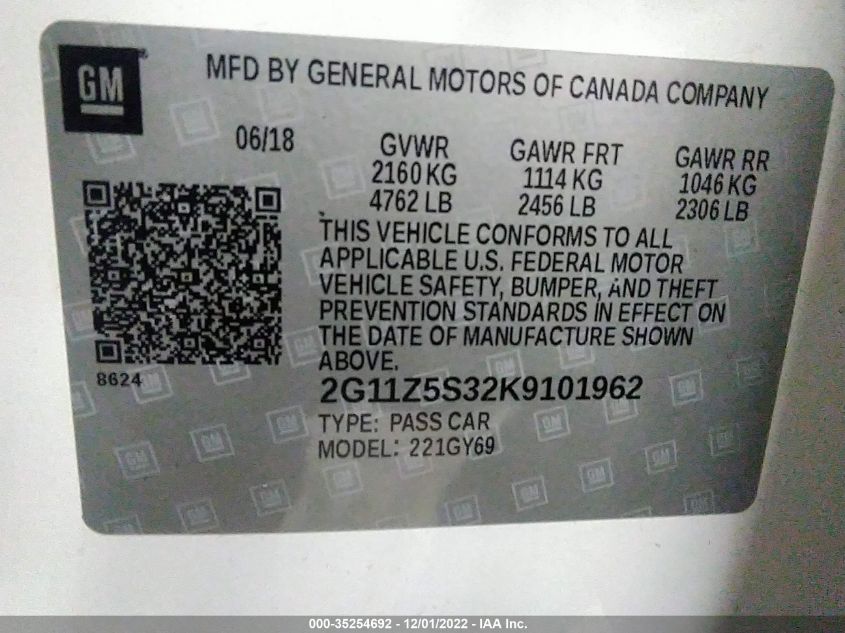 GM
MFD BY GENERAL MOTORS OF CANADA COMPANY
06/18
GVWR
2160 KG
4762 LB
GAWR FRT
1114 KG
2456 LB
GAWR RR
1046 KG
2306 LB
THIS VEHICLE CONFORMS TO ALL
APPLICABLE U.S. FEDERAL MOTOR
VEHICLE SAFETY, BUMPER, AND THEFT
PREVENTION STANDARDS IN EFFECT ON
THE DATE OF MANUFACTURE SHOWN
ABOVE.
8624
2G11Z5S32K9101962
TYPE: PASS CAR
MODEL: 221GY69
000-35254692 - 12/01/2022 - IAA Inc.